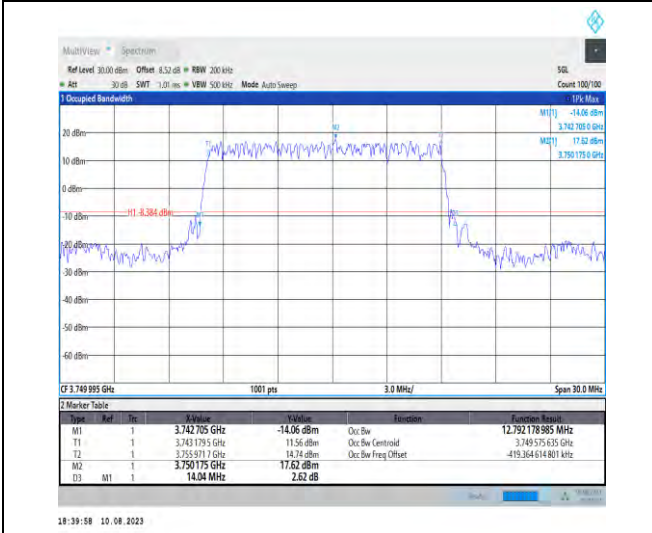 MultiView Spectrum
Ref Level 30.00 dBm Offset 8.52 dB RBW 200 kHz SGL
Att 30 dB SWT 1.01 ms VBW 500 kHz Mode Auto Sweep Count 100/100
1 Occupied Bandwidth 1Pk Max
M1[1] -14.06 dBm
3.742 705 0 GHz
M2[1] 17.62 dBm
3.750 175 0 GHz
M2
20 dBm
T1
10 dBm
0 dBm
H1 -8.384 dBm
-10 dBm
-20 dBm
-30 dBm
-40 dBm
-50 dBm
-60 dBm
CF 3.749 995 GHz 1001 pts 3.0 MHz/ Span 30.0 MHz
2 Marker Table
Type Ref Trc X-Value Y-Value Function Function Result
M1 1 3.742 705 GHz -14.06 dBm Occ Bw 12.792 178 985 MHz
T1 1 3.743 179 5 GHz 11.56 dBm Occ Bw Centroid 3.749 575 635 GHz
T2 1 3.755 971 7 GHz 14.74 dBm Occ Bw Freq Offset -419.364 614 801 kHz
M2 1 3.750 175 GHz 17.62 dBm
D3 M1 1 14.04 MHz 2.62 dB
18:39:58 10.08.2023